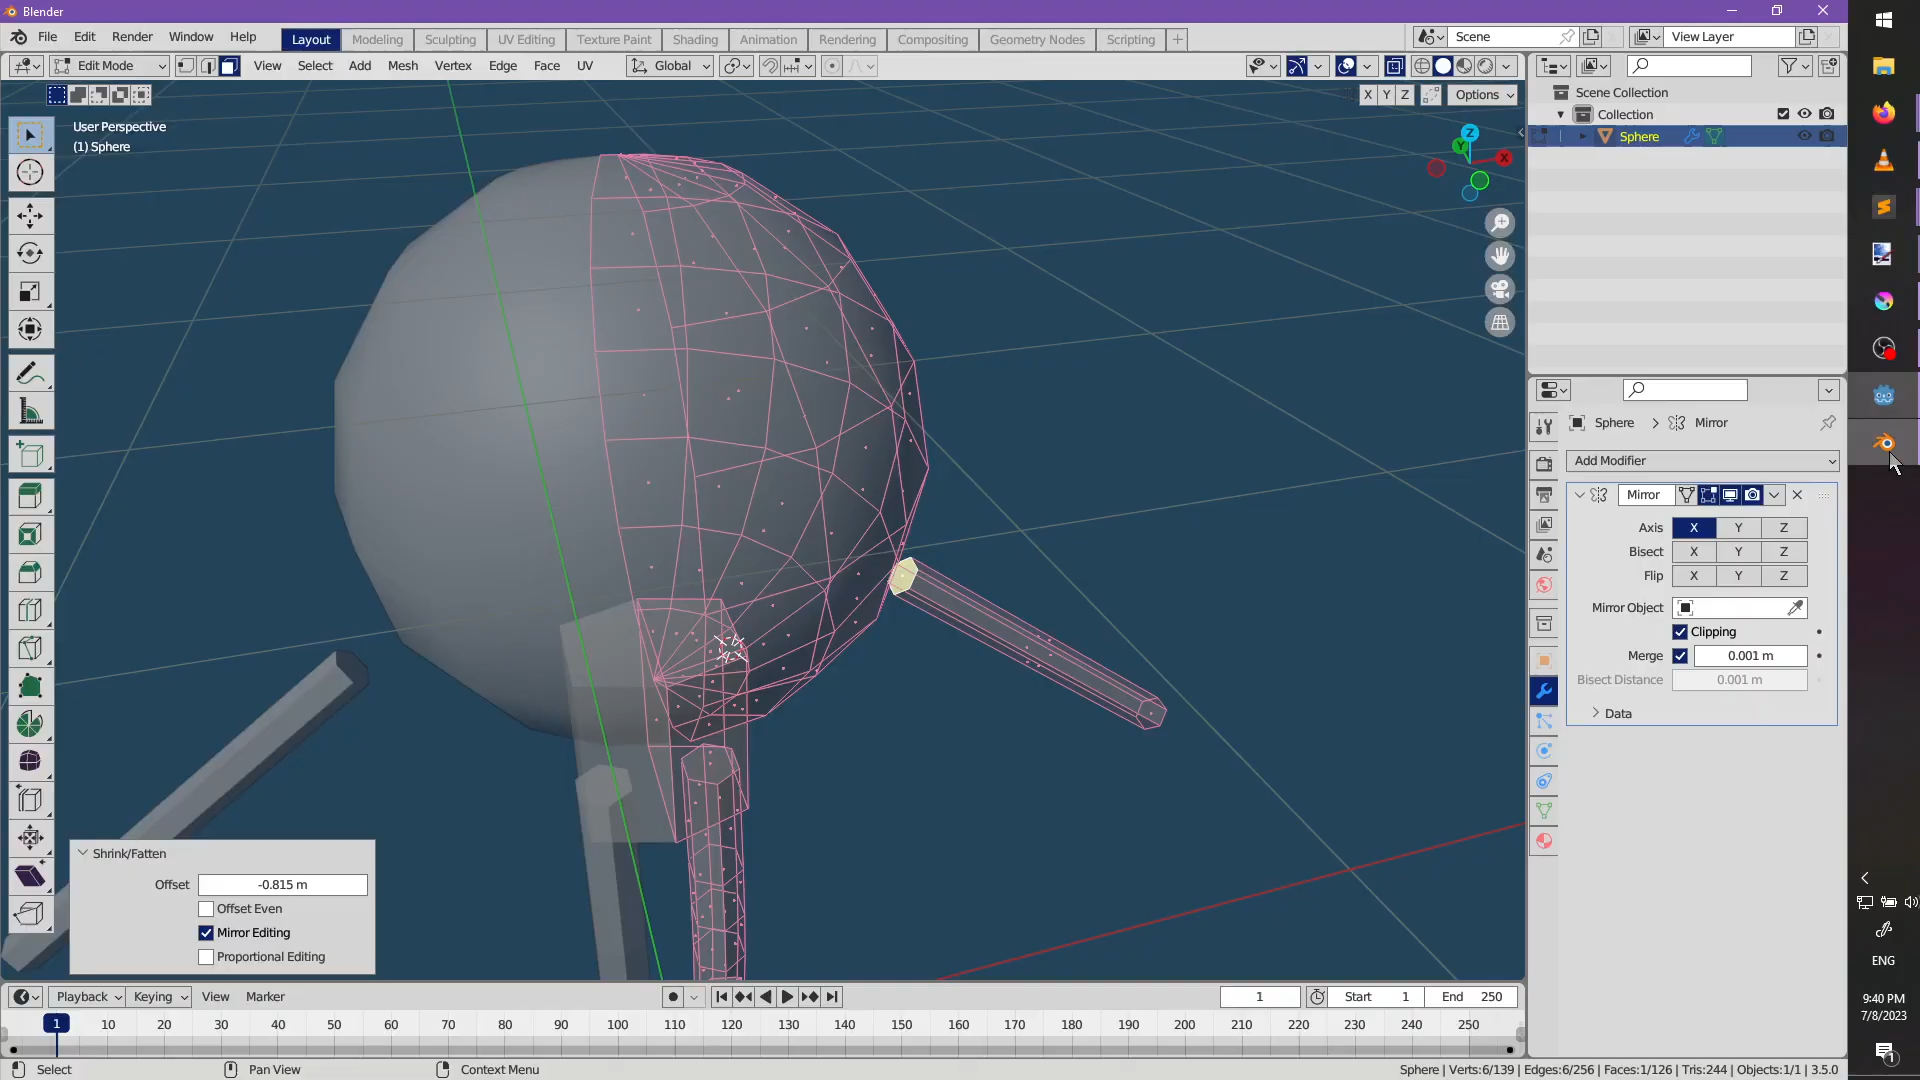 Blender
File Edit Render Window Help Layout Modeling Sculpting UV Editing Texture Paint Shading Animation Rendering Compositing Geometry Nodes Scripting + Scene View Layer
Edit Mode View Select Add Mesh Vertex Edge Face UV Global
X Y Z Options
User Perspective
(1) Sphere
Z
Y
X
Scene Collection
Collection
Sphere
Sphere > Mirror
Add Modifier
Mirror
Axis X Y Z
Bisect X Y Z
Flip X Y Z
Mirror Object
Clipping
Merge 0.001 m
Bisect Distance 0.001 m
Data
Shrink/Fatten
Offset -0.815 m
Offset Even
Mirror Editing
Proportional Editing
Playback Keying View Marker 1 Start 1 End 250
1 10 20 30 40 50 60 70 80 90 100 110 120 130 140 150 160 170 180 190 200 210 220 230 240 250
Select Pan View Context Menu Sphere | Verts:6/139 | Edges:6/256 | Faces:1/126 | Tris:244 | Objects:1/1 | 3.5.0
ENG
9:40 PM
7/8/2023
1